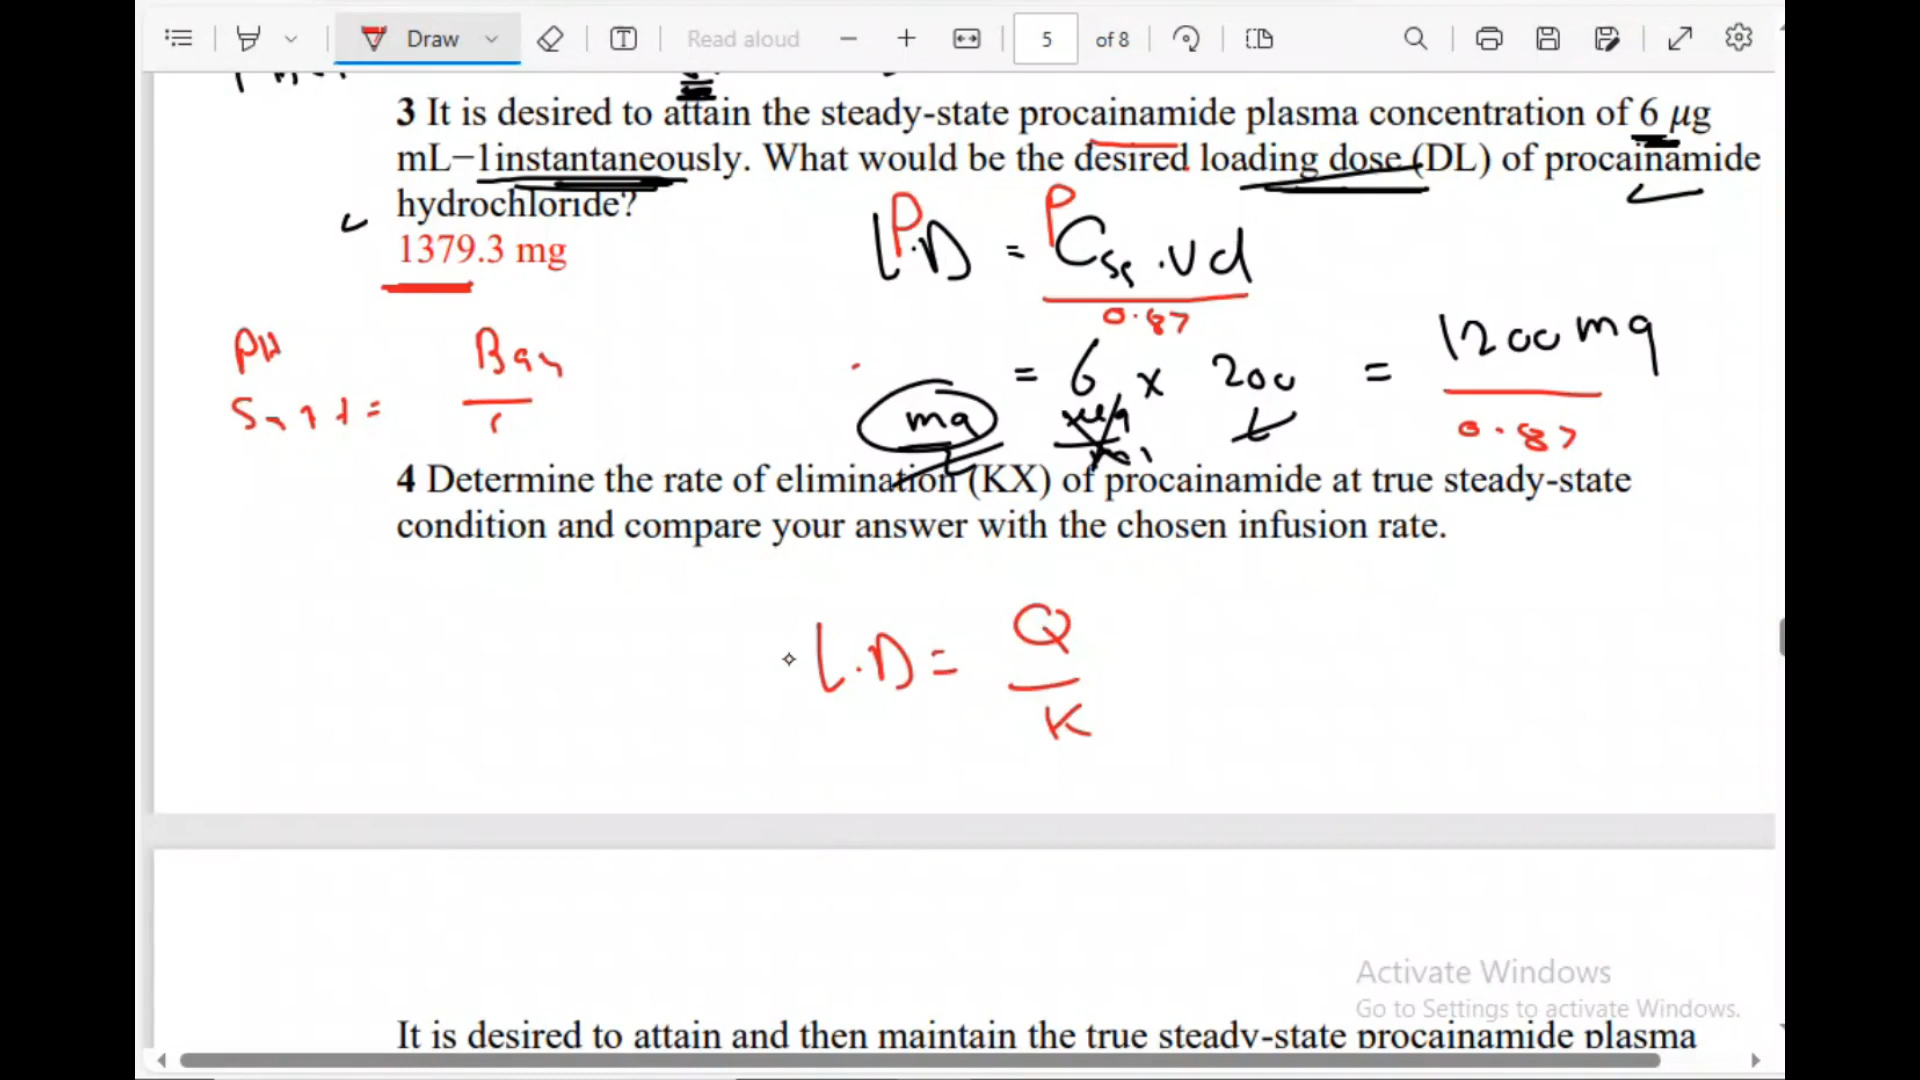 Draw
Read aloud
5 of 8
3 It is desired to attain the steady-state procainamide plasma concentration of 6 µg
mL−1instantaneously. What would be the desired loading dose (DL) of procainamide
hydrochloride?
1379.3 mg
L.D = Css . Vd
0.87
= 6 x 200 = 1200 mg
mg
0.87
4 Determine the rate of elimination (KX) of procainamide at true steady-state
condition and compare your answer with the chosen infusion rate.
L.D = Q
K
Activate Windows
Go to Settings to activate Windows.
It is desired to attain and then maintain the true steady-state procainamide plasma